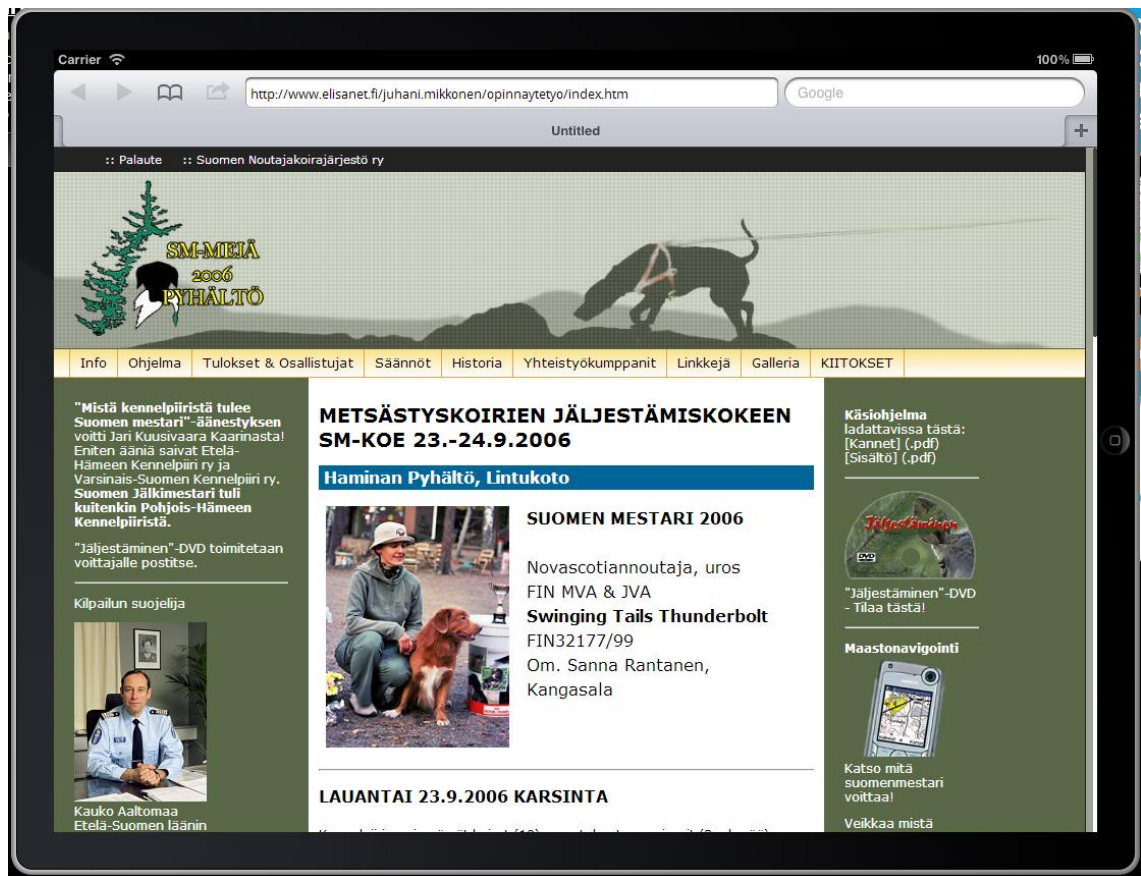 Carrier
100%
http://www.elisanet.fi/juhani.mikkonen/opinnaytetyo/index.htm
Google
Untitled
:: Palaute :: Suomen Noutajakoirajärjestö ry
SM-MEJÄ
2006
PYHÄLTÖ
Info Ohjelma Tulokset & Osallistujat Säännöt Historia Yhteistyökumppanit Linkkejä Galleria KIITOKSET
"Mistä kennelpiiristä tulee
Suomen mestari"-äänestyksen
voitti Jari Kuusivaara Kaarinasta!
Eniten ääniä saivat Etelä-
Hämeen Kennelpiiri ry ja
Varsinais-Suomen Kennelpiiri ry.
Suomen Jälkimestari tuli
kuitenkin Pohjois-Hämeen
Kennelpiiristä.
"Jäljestäminen"-DVD toimitetaan
voittajalle postitse.
Kilpailun suojelija
Kauko Aaltomaa
Etelä-Suomen läänin
METSÄSTYSKOIRIEN JÄLJESTÄMISKOKEEN
SM-KOE 23.-24.9.2006
Haminan Pyhältö, Lintukoto
SUOMEN MESTARI 2006
Novascotiannoutaja, uros
FIN MVA & JVA
Swinging Tails Thunderbolt
FIN32177/99
Om. Sanna Rantanen,
Kangasala
LAUANTAI 23.9.2006 KARSINTA
Käsiohjelma
ladattavissa tästä:
[Kannet] (.pdf)
[Sisältö] (.pdf)
Jäljestäminen
DVD
"Jäljestäminen"-DVD
- Tilaa tästä!
Maastonavigointi
Katso mitä
suomenmestari
voittaa!
Veikkaa mistä